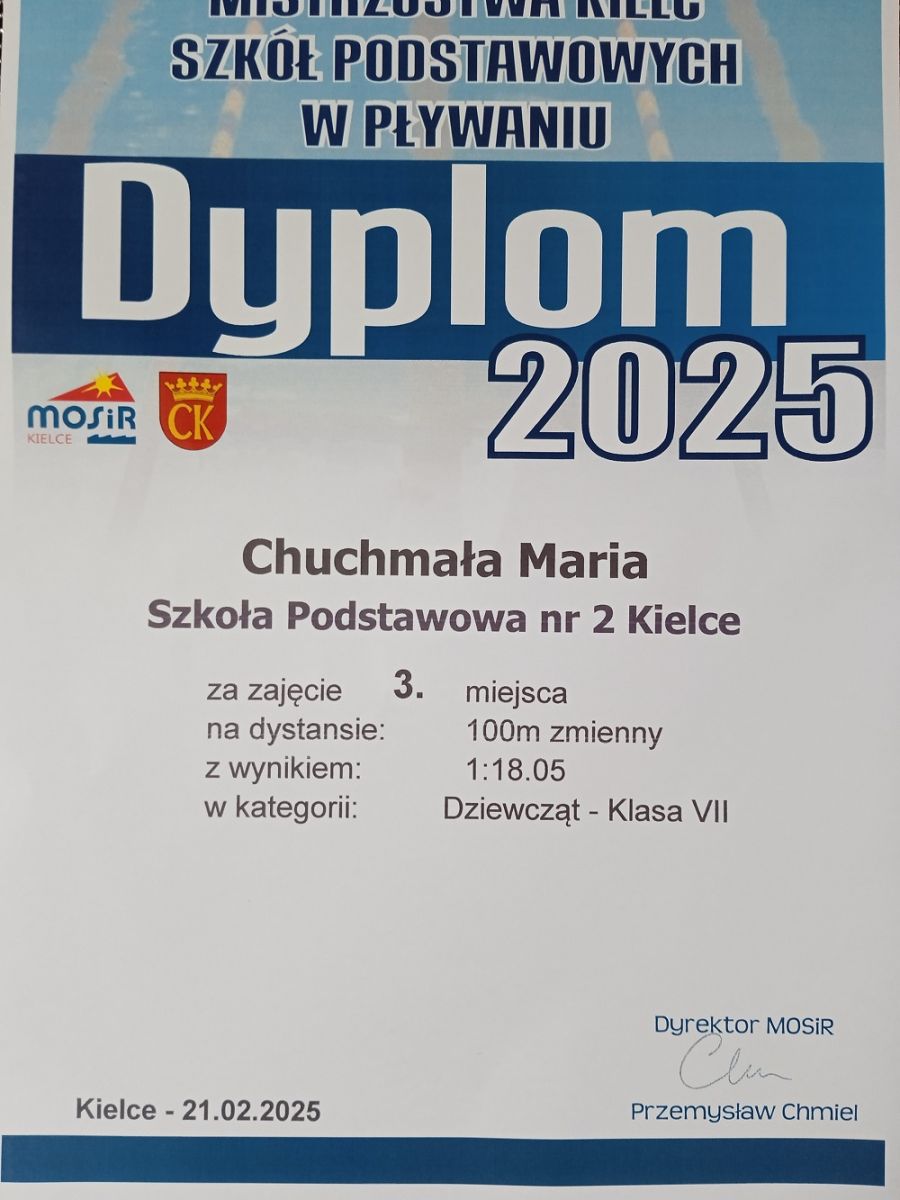 MISTRZOSTWA KIELC
SZKÓŁ PODSTAWOWYCH
W PŁYWANIU
Dyplom
2025
MOSiR
KIELCE
CK
Chuchmała Maria
Szkoła Podstawowa nr 2 Kielce
za zajęcie 3. miejsca
na dystansie: 100m zmienny
z wynikiem: 1:18.05
w kategorii: Dziewcząt - Klasa VII
Dyrektor MOSiR
Kielce - 21.02.2025
Przemysław Chmiel